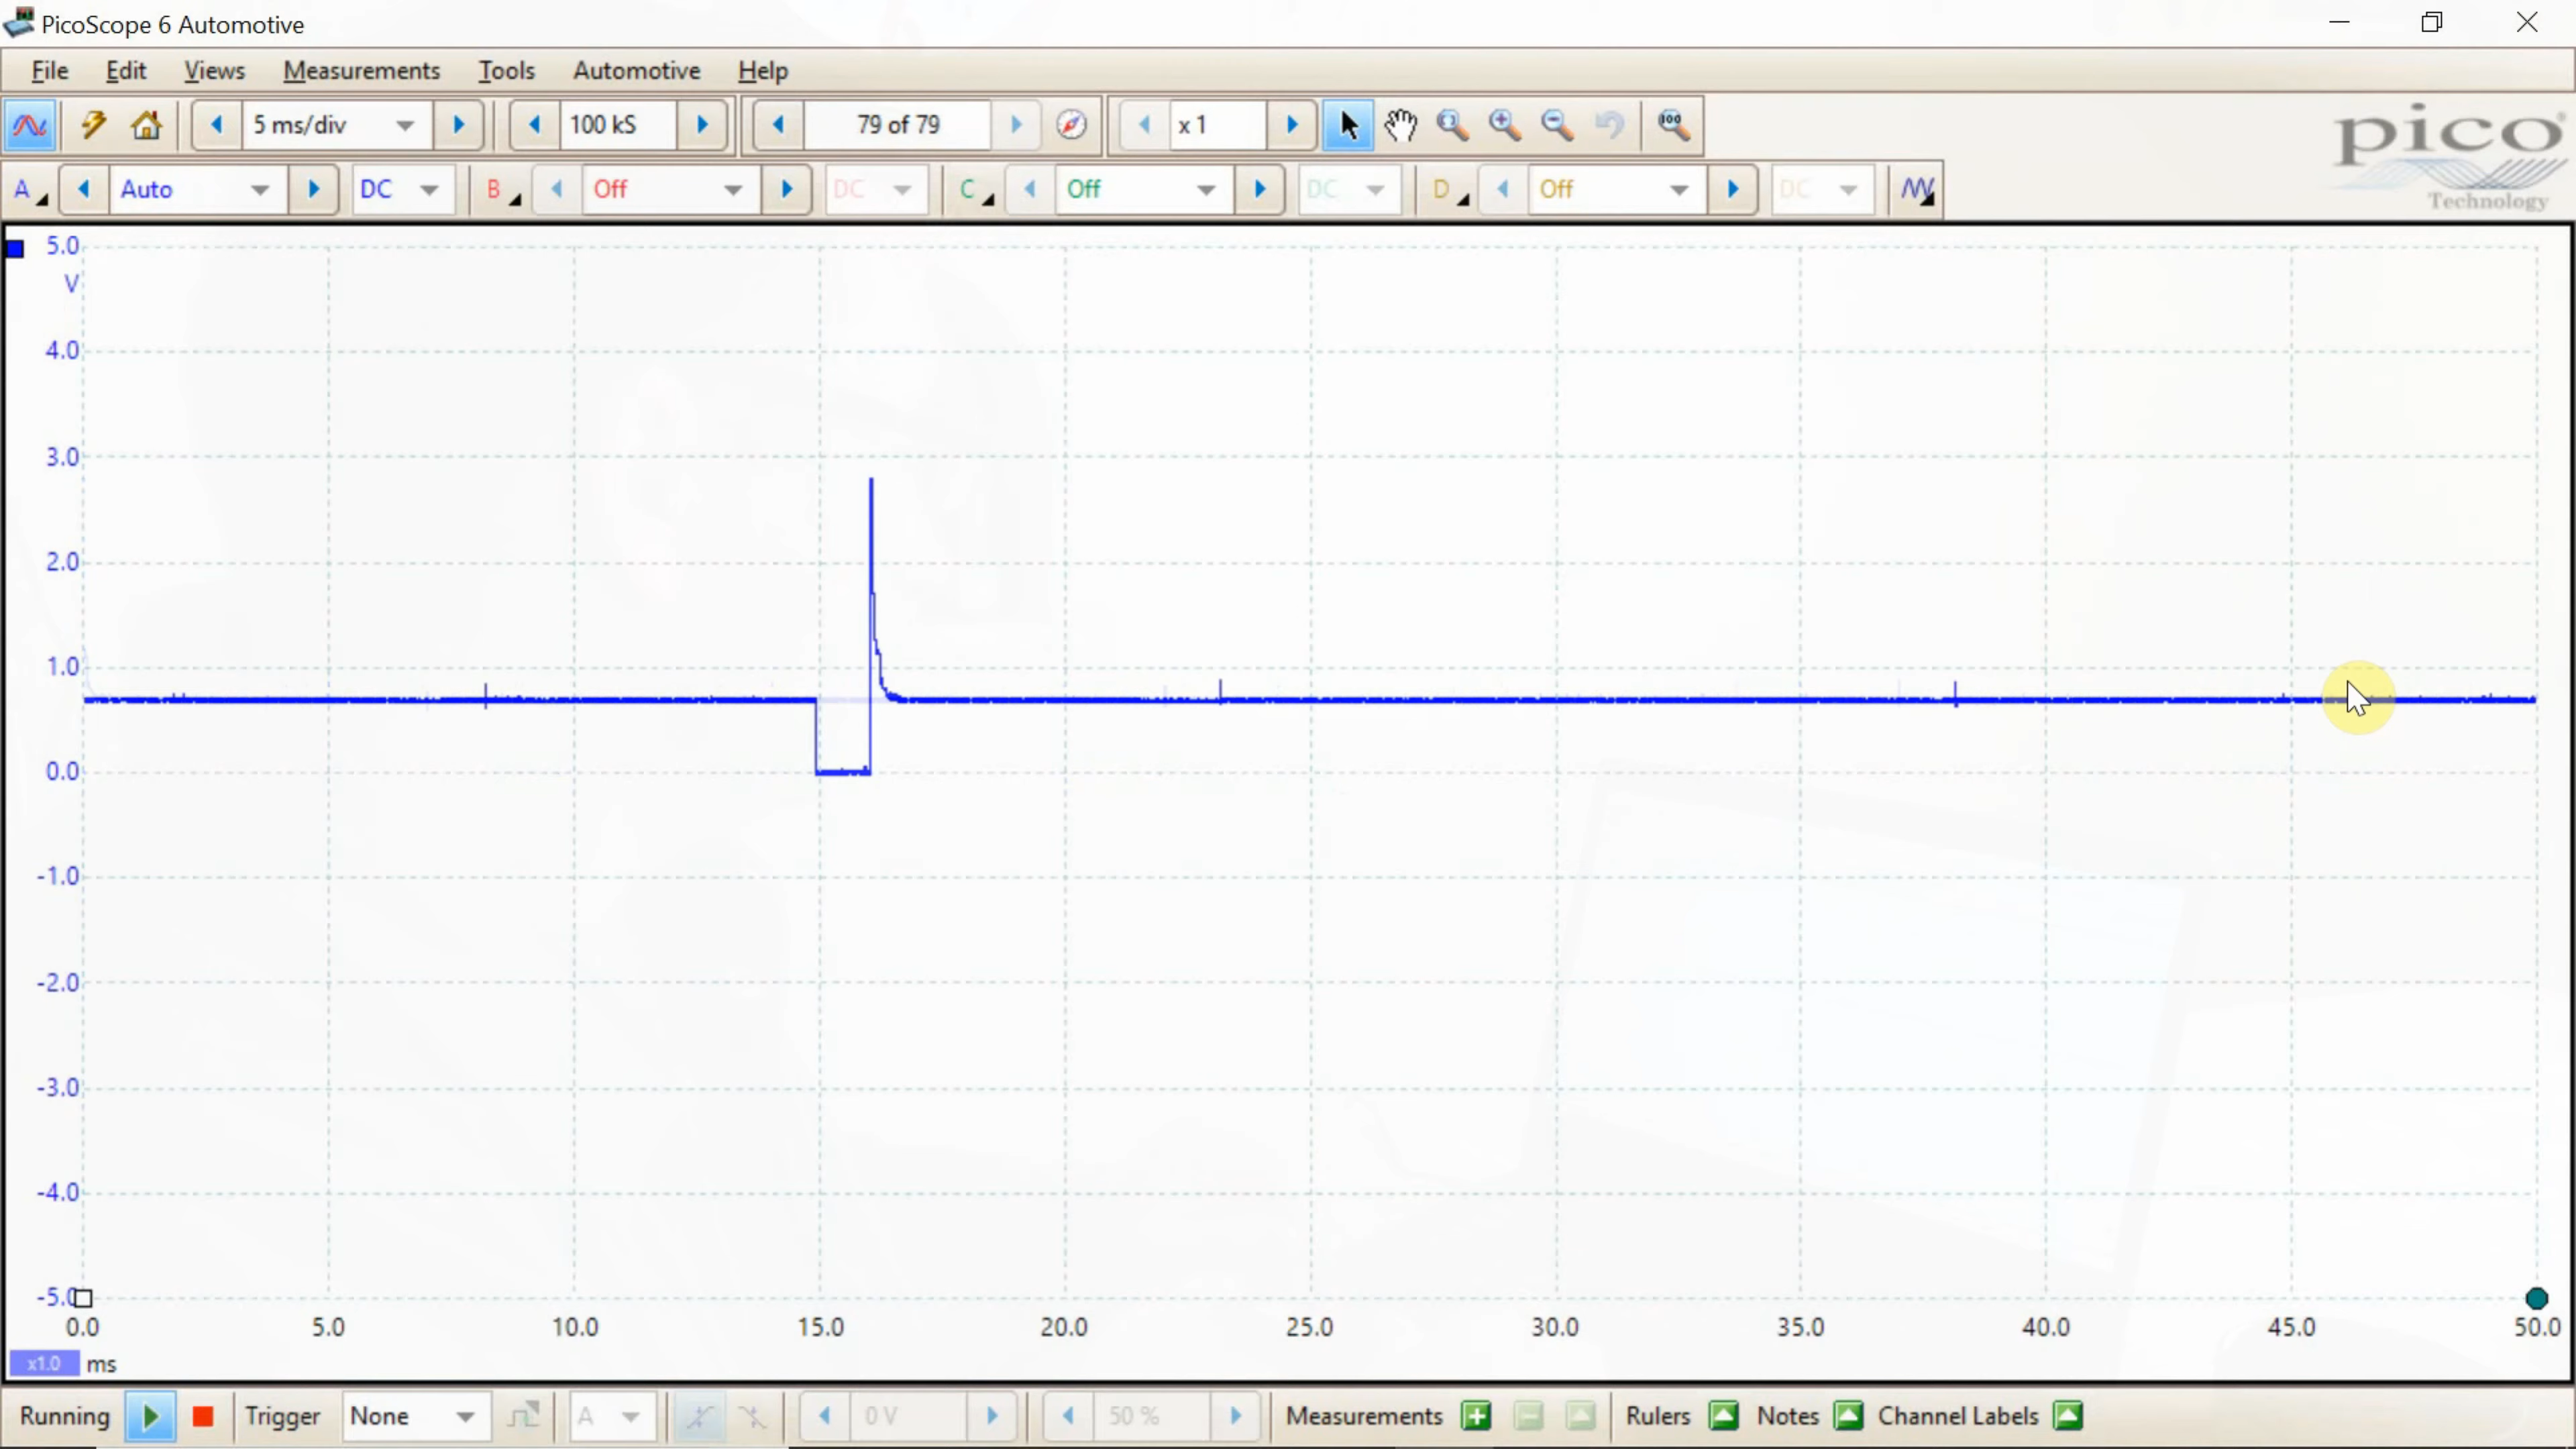 PicoScope 6 Automotive
File Edit Views Measurements Tools Automotive Help
5 ms/div 100 kS 79 of 79 x 1
A Auto DC B Off DC C Off DC D Off DC
pico
Technology
5.0
V
4.0
3.0
2.0
1.0
0.0
-1.0
-2.0
-3.0
-4.0
-5.0
0.0 5.0 10.0 15.0 20.0 25.0 30.0 35.0 40.0 45.0 50.0
x1.0 ms
Running Trigger None A 0 V 50 % Measurements Rulers Notes Channel Labels